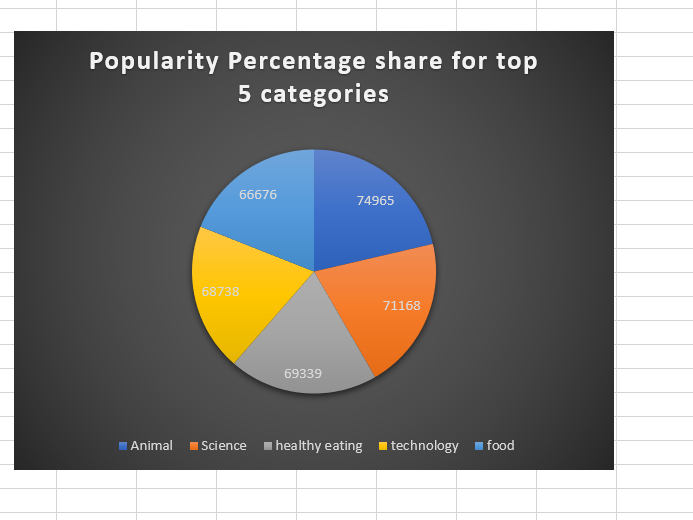 Popularity Percentage share for top
5 categories
66676
74965
68738
71168
69339
Animal Science healthy eating technology food